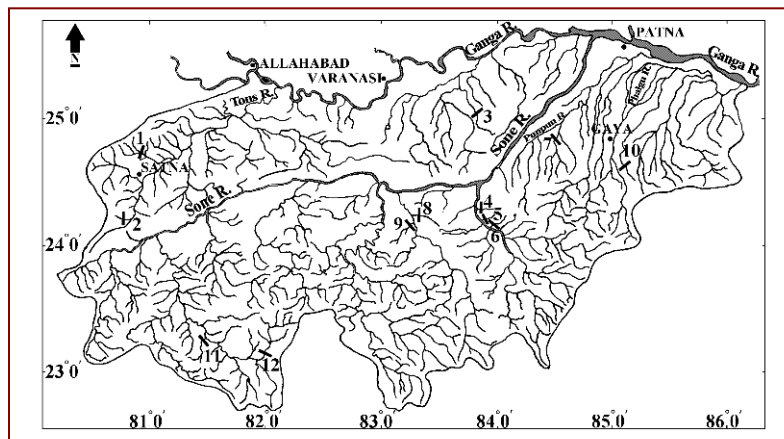 N
PATNA
Ganga R.
Ganga R.
ALLAHABAD
VARANASI
Phalgu R.
Tons R.
25°0'
3
Sone R.
Punpun R.
GAYA
1
SATNA
10
Sone R.
4
8
5
2
9
6
24°0'
11
12
23°0'
81°0' 82°0' 83°0' 84°0' 85°0' 86°0'